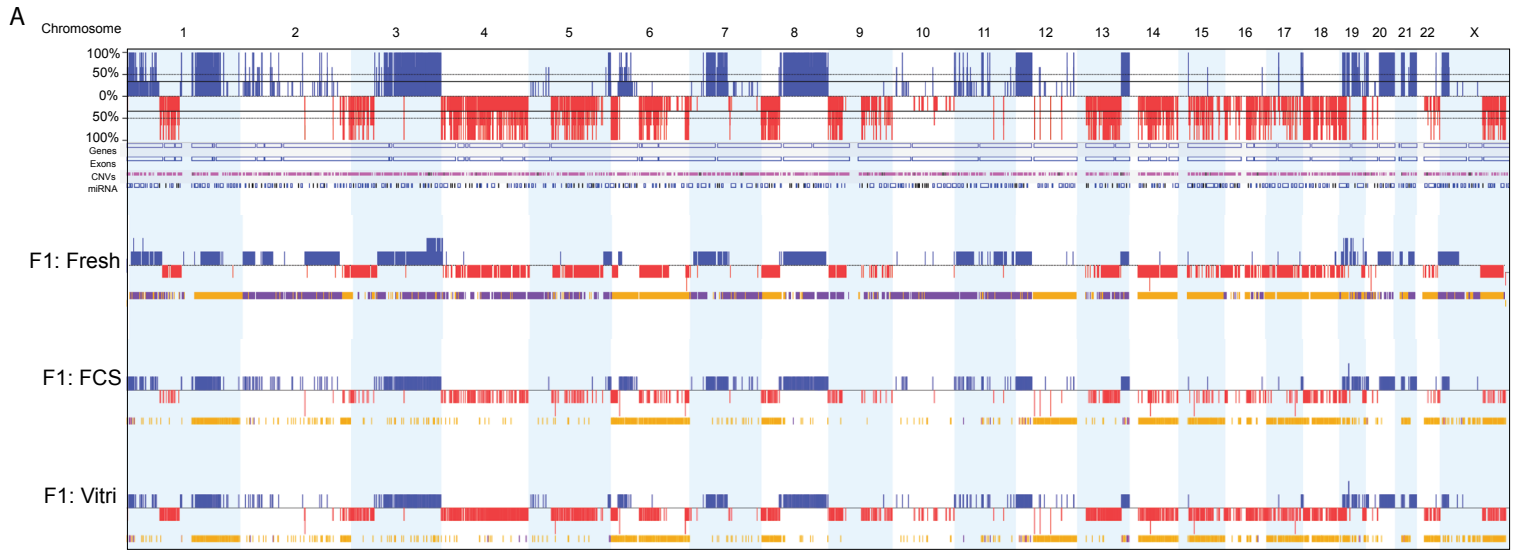 A
Chromosome 1 2 3 4 5 6 7 8 9 10 11 12 13 14 15 16 17 18 19 20 21 22 X
100%
50%
0%
50%
100%
Genes
Exons
CNVs
miRNA
F1: Fresh
F1: FCS
F1: Vitri